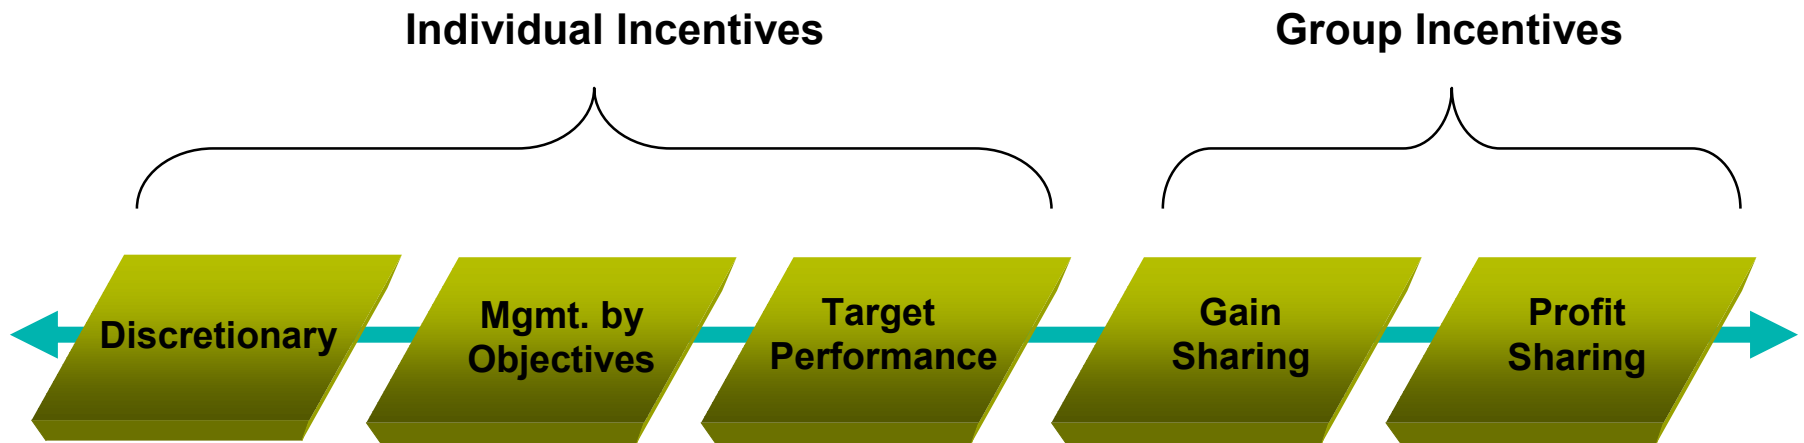 Individual Incentives
Group Incentives
Discretionary
Mgmt. by
Objectives
Target
Performance
Gain
Sharing
Profit
Sharing